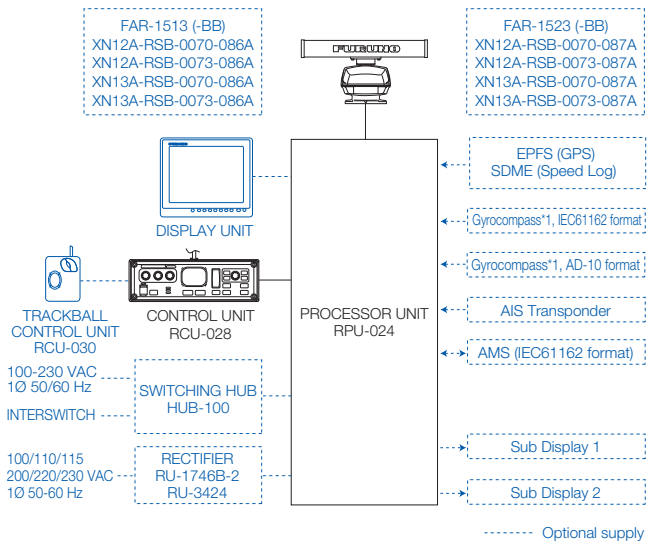 FAR-1513 (-BB)
XN12A-RSB-0070-086A
XN12A-RSB-0073-086A
XN13A-RSB-0070-086A
XN13A-RSB-0073-086A
FURUNO
FAR-1523 (-BB)
XN12A-RSB-0070-087A
XN12A-RSB-0073-087A
XN13A-RSB-0070-087A
XN13A-RSB-0073-087A
DISPLAY UNIT
TRACKBALL
CONTROL UNIT
RCU-030
CONTROL UNIT
RCU-028
PROCESSOR UNIT
RPU-024
EPFS (GPS)
SDME (Speed Log)
Gyrocompass*1, IEC61162 format
Gyrocompass*1, AD-10 format
AIS Transponder
AMS (IEC61162 format)
100-230 VAC
1Ø 50/60 Hz
INTERSWITCH
SWITCHING HUB
HUB-100
100/110/115
200/220/230 VAC
1Ø 50-60 Hz
RECTIFIER
RU-1746B-2
RU-3424
Sub Display 1
Sub Display 2
Optional supply